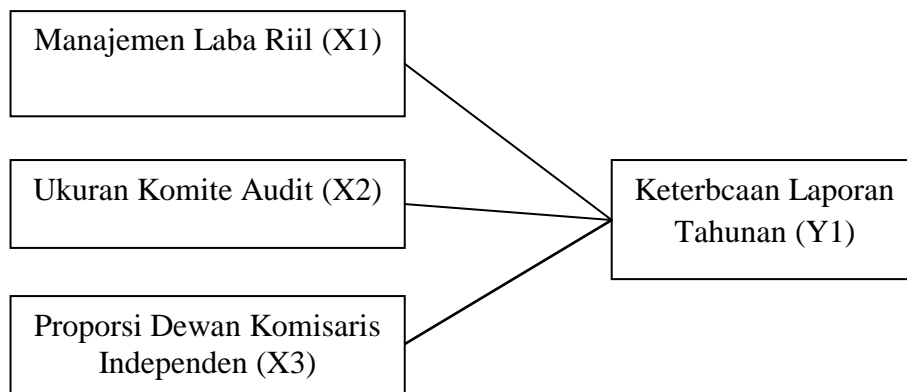 Manajemen Laba Riil (X1)
Ukuran Komite Audit (X2)
Keterbcaan Laporan
Tahunan (Y1)
Proporsi Dewan Komisaris
Independen (X3)